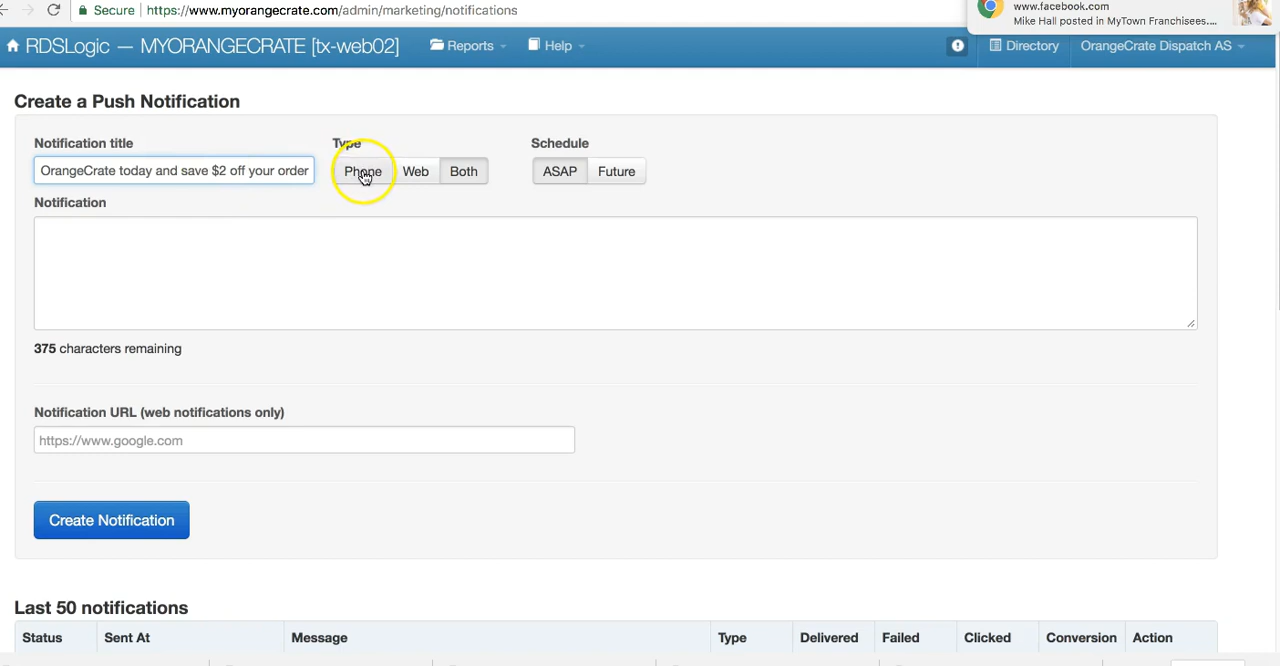 Secure https://www.myorangecrate.com/admin/marketing/notifications
www.facebook.com
Mike Hall posted in MyTown Franchisees....
RDSLogic — MYORANGECRATE [tx-web02] Reports Help Directory OrangeCrate Dispatch AS
Create a Push Notification
Notification title Type Schedule
OrangeCrate today and save $2 off your order Phone Web Both ASAP Future
Notification
375 characters remaining
Notification URL (web notifications only)
https://www.google.com
Create Notification
Last 50 notifications
Status Sent At Message Type Delivered Failed Clicked Conversion Action